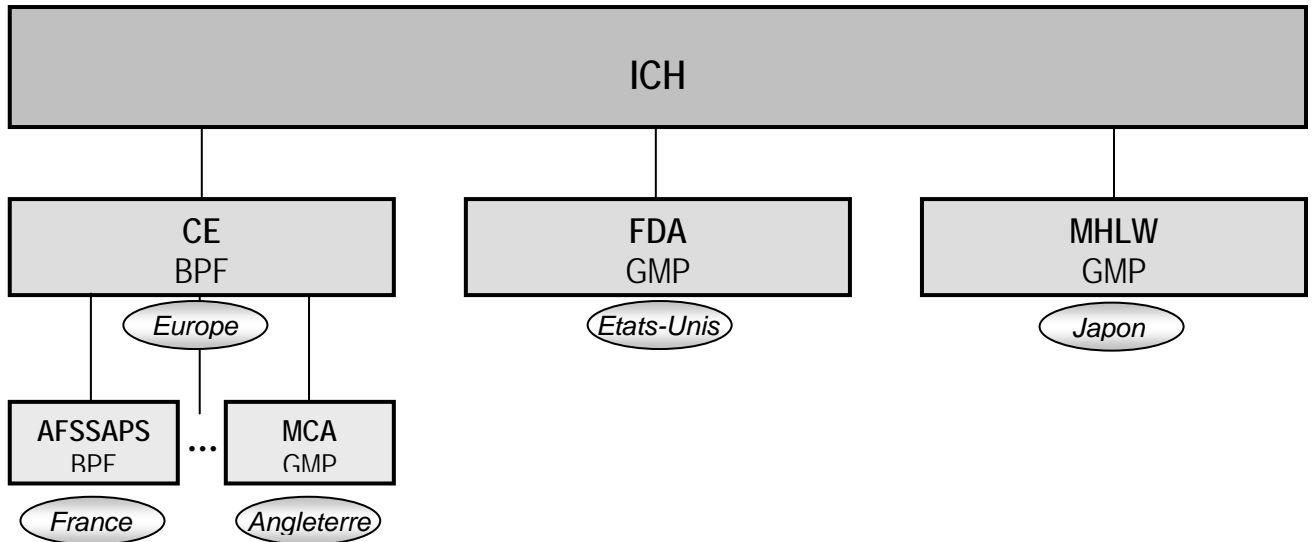 ICH
CE
BPF
Europe
FDA
GMP
Etats-Unis
MHLW
GMP
Japon
AFSSAPS
BPF
France
...
MCA
GMP
Angleterre